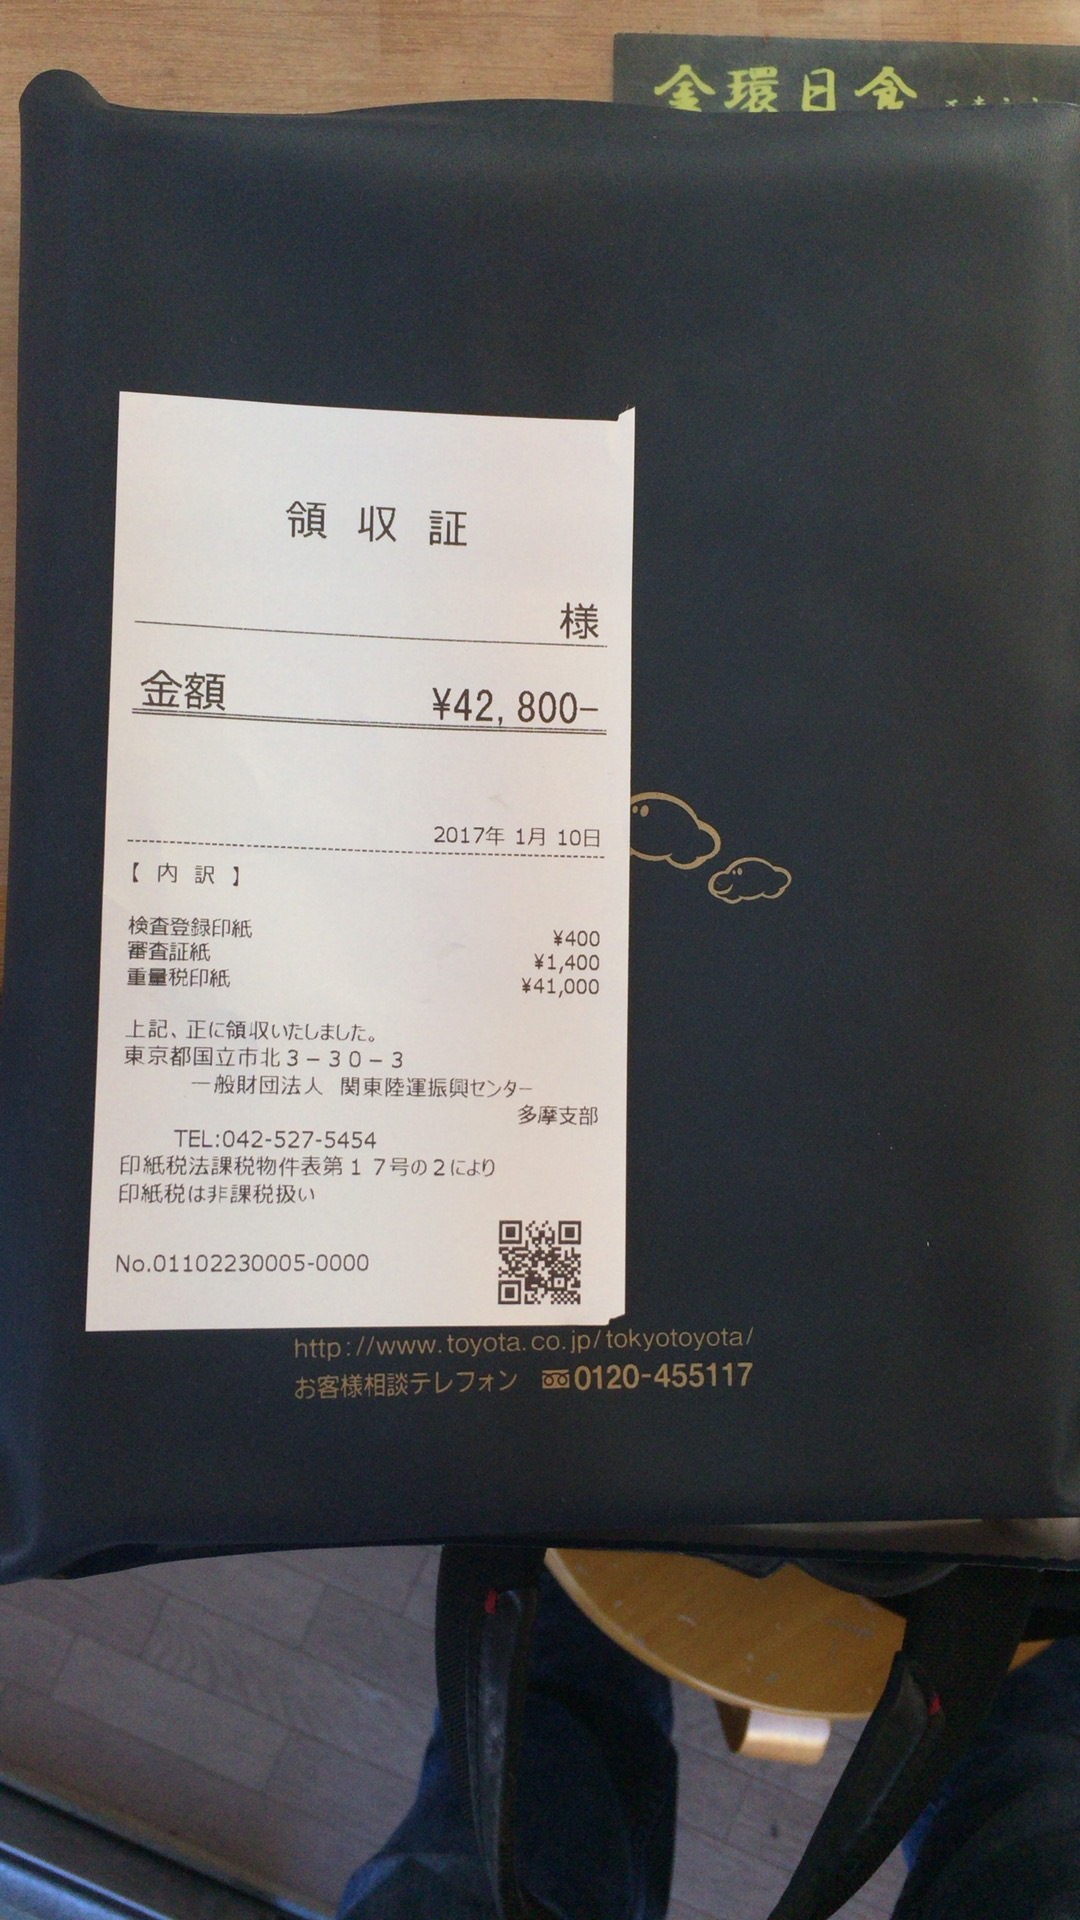 金環日食
領収証
様
金額 ¥42,800-
2017年 1月 10日
【 内 訳 】
検査登録印紙 ¥400
審査証紙 ¥1,400
重量税印紙 ¥41,000
上記、正に領収いたしました。
東京都国立市北３－３０－３
一般財団法人 関東陸運振興センター
多摩支部
TEL:042-527-5454
印紙税法課税物件表第１７号の２により
印紙税は非課税扱い
No.01102230005-0000
http://www.toyota.co.jp/tokyotoyota/
お客様相談テレフォン 0120-455117